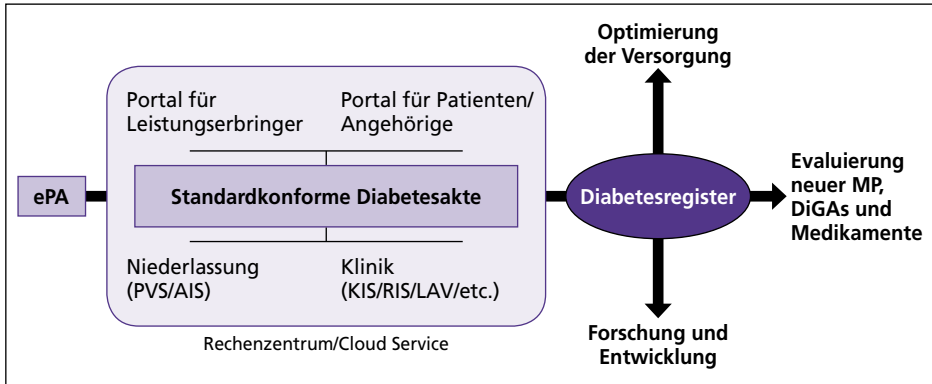 Optimierung
der Versorgung
Portal für
Leistungserbringer
Portal für Patienten/
Angehörige
ePA
Standardkonforme Diabetesakte
Diabetesregister
Evaluierung
neuer MP,
DiGAs und
Medikamente
Niederlassung
(PVS/AIS)
Klinik
(KIS/RIS/LAV/etc.)
Rechenzentrum/Cloud Service
Forschung und
Entwicklung